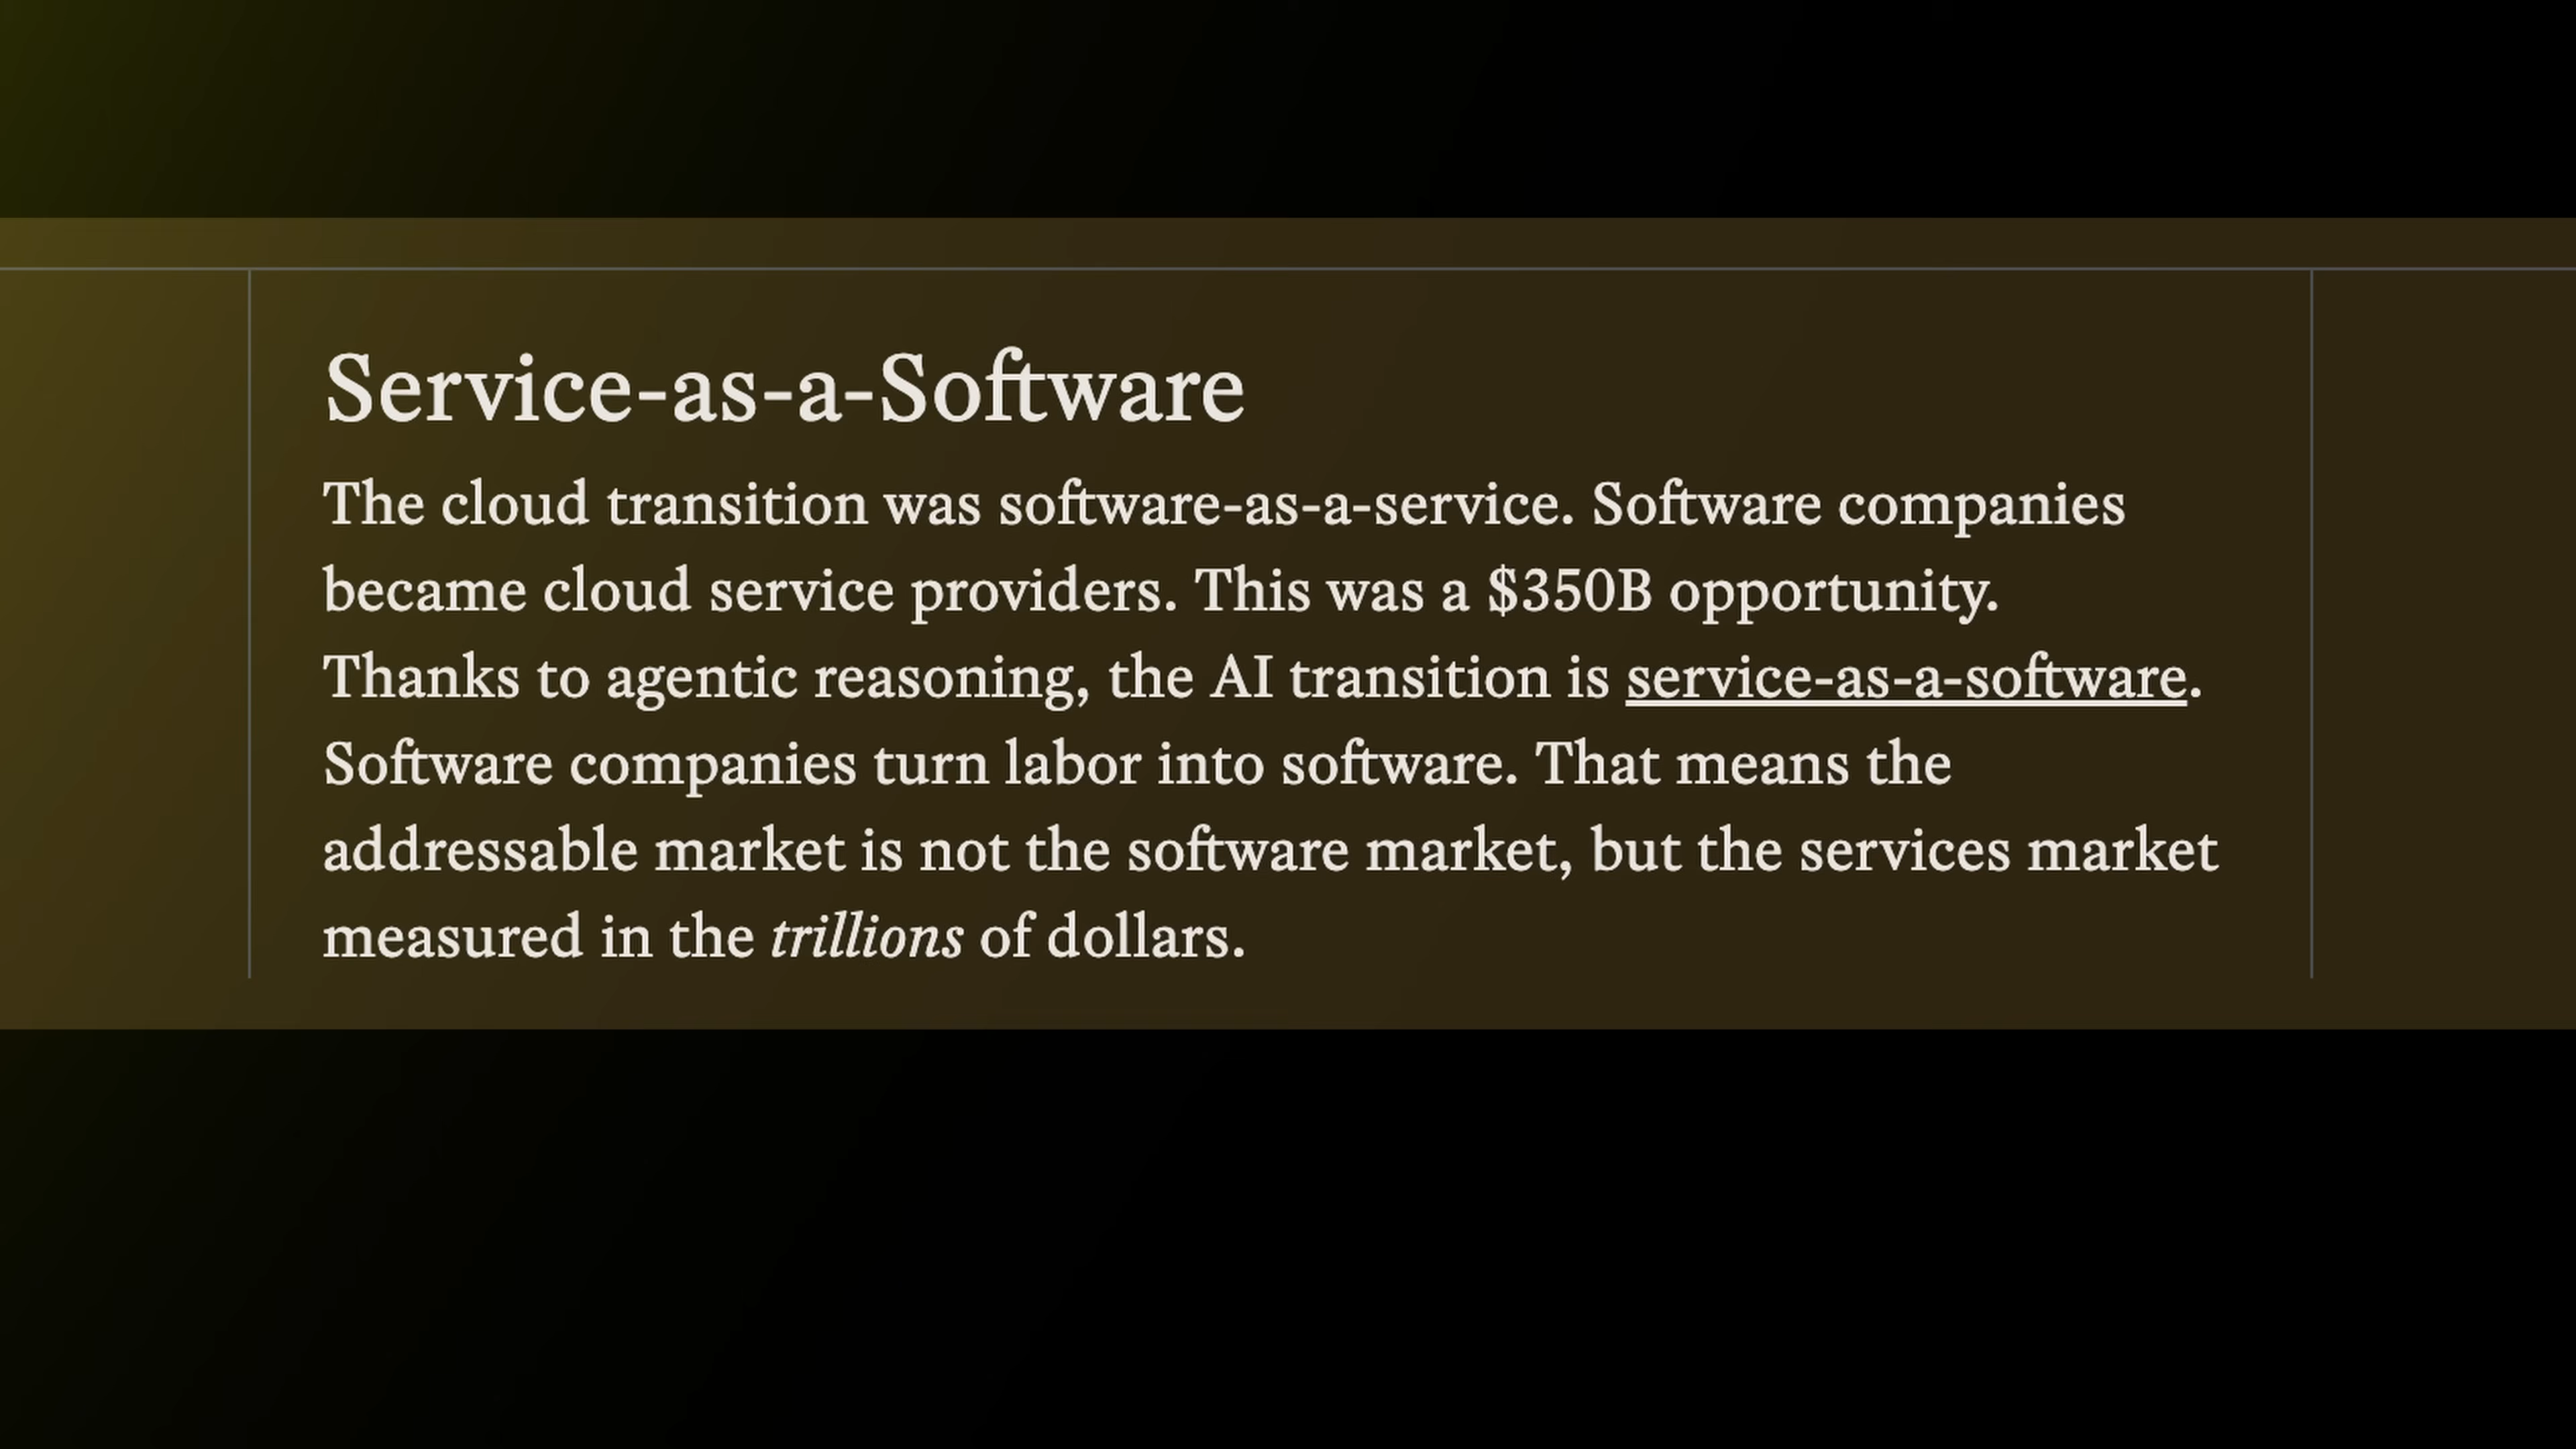 Service-as-a-Software
The cloud transition was software-as-a-service. Software companies
became cloud service providers. This was a $350B opportunity.
Thanks to agentic reasoning, the AI transition is service-as-a-software.
Software companies turn labor into software. That means the
addressable market is not the software market, but the services market
measured in the trillions of dollars.